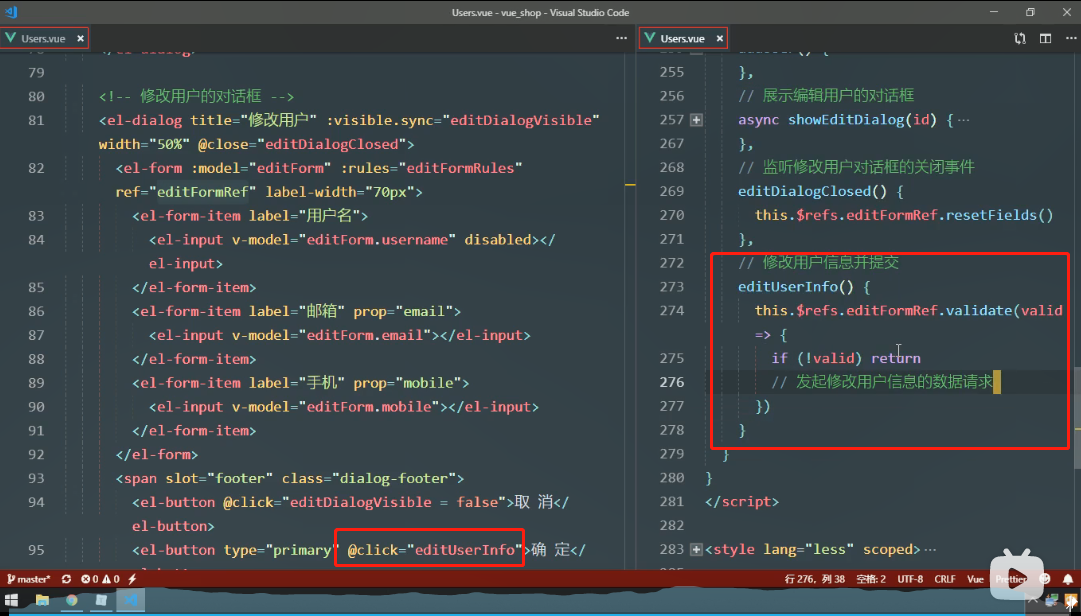 Users.vue - vue_shop - Visual Studio Code
Users.vue
79
80 <!-- 修改用户的对话框 -->
81 <el-dialog title="修改用户" :visible.sync="editDialogVisible"
width="50%" @close="editDialogClosed">
82 <el-form :model="editForm" :rules="editFormRules"
ref="editFormRef" label-width="70px">
83 <el-form-item label="用户名">
84 <el-input v-model="editForm.username" disabled></
el-input>
85 </el-form-item>
86 <el-form-item label="邮箱" prop="email">
87 <el-input v-model="editForm.email"></el-input>
88 </el-form-item>
89 <el-form-item label="手机" prop="mobile">
90 <el-input v-model="editForm.mobile"></el-input>
91 </el-form-item>
92 </el-form>
93 <span slot="footer" class="dialog-footer">
94 <el-button @click="editDialogVisible = false">取 消</
el-button>
95 <el-button type="primary" @click="editUserInfo">确 定</
Users.vue
255 },
256 // 展示编辑用户的对话框
257 async showEditDialog(id) {…
267 },
268 // 监听修改用户对话框的关闭事件
269 editDialogClosed() {
270 this.$refs.editFormRef.resetFields()
271 },
272 // 修改用户信息并提交
273 editUserInfo() {
274 this.$refs.editFormRef.validate(valid
=> {
275 if (!valid) return
276 // 发起修改用户信息的数据请求
277 })
278 }
279 }
280 }
281 </script>
282
283 <style lang="less" scoped>…
master* 0 0 行 276，列 38 空格: 2 UTF-8 CRLF Vue Prettier